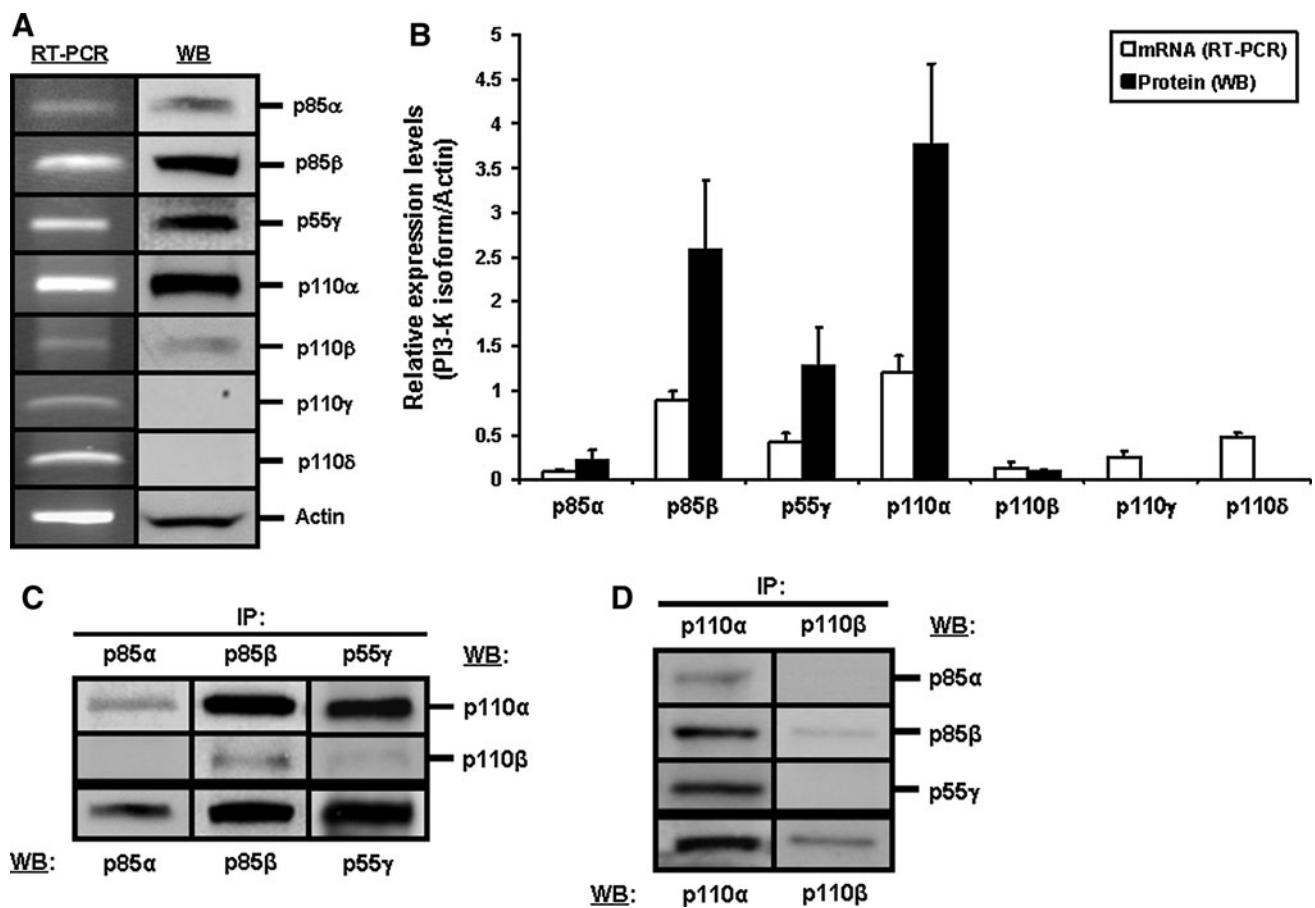 A
RT-PCR WB
p85α
p85β
p55γ
p110α
p110β
p110γ
p110δ
Actin
B
Relative expression levels
(PI3-K isoform/Actin)
4.5
4
3.5
3
2.5
2
1.5
1
0.5
0
p85α p85β p55γ p110α p110β p110γ p110δ
mRNA (RT-PCR)
Protein (WB)
C
IP:
p85α p85β p55γ WB:
p110α
p110β
WB: p85α p85β p55γ
D
IP:
p110α p110β WB:
p85α
p85β
p55γ
WB: p110α p110β